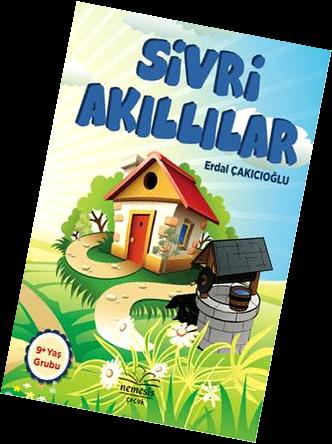 SiVRi
AKILLILAR
Erdal ÇAKICIOĞLU
9+Yaş
Grubu
nemesis
çocuk